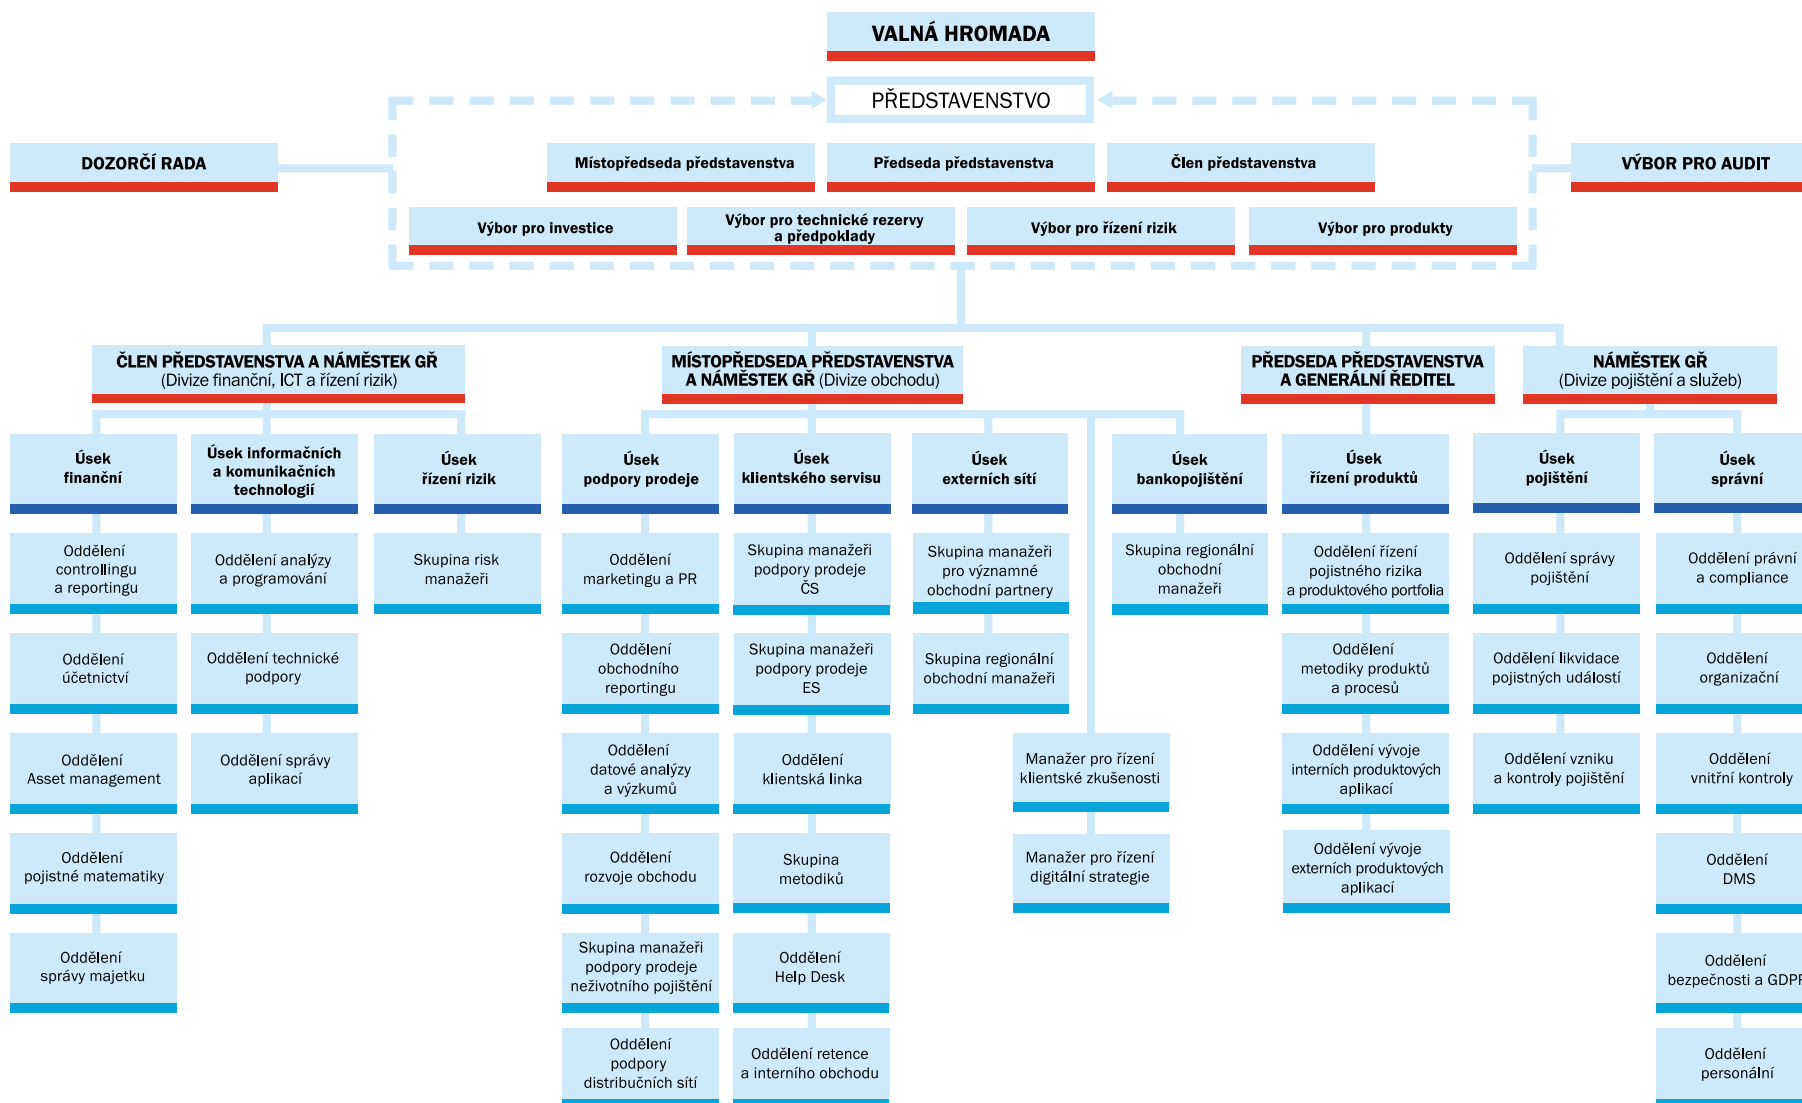 VALNÁ HROMADA
PŘEDSTAVENSTVO
DOZORČÍ RADA
Místopředseda představenstva
Předseda představenstva
Člen představenstva
VÝBOR PRO AUDIT
Výbor pro investice
Výbor pro technické rezervy
a předpoklady
Výbor pro řízení rizik
Výbor pro produkty
ČLEN PŘEDSTAVENSTVA A NÁMĚSTEK GŘ
(Divize finanční, ICT a řízení rizik)
MÍSTOPŘEDSEDA PŘEDSTAVENSTVA
A NÁMĚSTEK GŘ (Divize obchodu)
PŘEDSEDA PŘEDSTAVENSTVA
A GENERÁLNÍ ŘEDITEL
NÁMĚSTEK GŘ
(Divize pojištění a služeb)
Úsek
finanční
Úsek informačních
a komunikačních
technologií
Úsek
řízení rizik
Úsek
podpory prodeje
Úsek
klientského servisu
Úsek
externích sítí
Úsek
bankopojištění
Úsek
řízení produktů
Úsek
pojištění
Úsek
správní
Oddělení
controllingu
a reportingu
Oddělení analýzy
a programování
Skupina risk
manažeři
Oddělení
marketingu a PR
Skupina manažeři
podpory prodeje
ČS
Skupina manažeři
pro významné
obchodní partnery
Skupina regionální
obchodní
manažeři
Oddělení řízení
pojistného rizika
a produktového portfolia
Oddělení správy
pojištění
Oddělení právní
a compliance
Oddělení
účetnictví
Oddělení technické
podpory
Oddělení
obchodního
reportingu
Skupina manažeři
podpory prodeje
ES
Skupina regionální
obchodní manažeři
Oddělení
metodiky produktů
a procesů
Oddělení likvidace
pojistných událostí
Oddělení
organizační
Oddělení
Asset management
Oddělení správy
aplikací
Oddělení
datové analýzy
a výzkumů
Oddělení
klientská linka
Manažer pro řízení
klientské zkušenosti
Oddělení vývoje
interních produktových
aplikací
Oddělení vzniku
a kontroly pojištění
Oddělení
vnitřní kontroly
Oddělení
pojistné matematiky
Oddělení
rozvoje obchodu
Skupina
metodiků
Manažer pro řízení
digitální strategie
Oddělení vývoje
externích produktových
aplikací
Oddělení
DMS
Oddělení
správy majetku
Skupina manažeři
podpory prodeje
neživotního pojištění
Oddělení
Help Desk
Oddělení
bezpečnosti a GDPR
Oddělení
podpory
distribučních sítí
Oddělení retence
a interního obchodu
Oddělení
personální